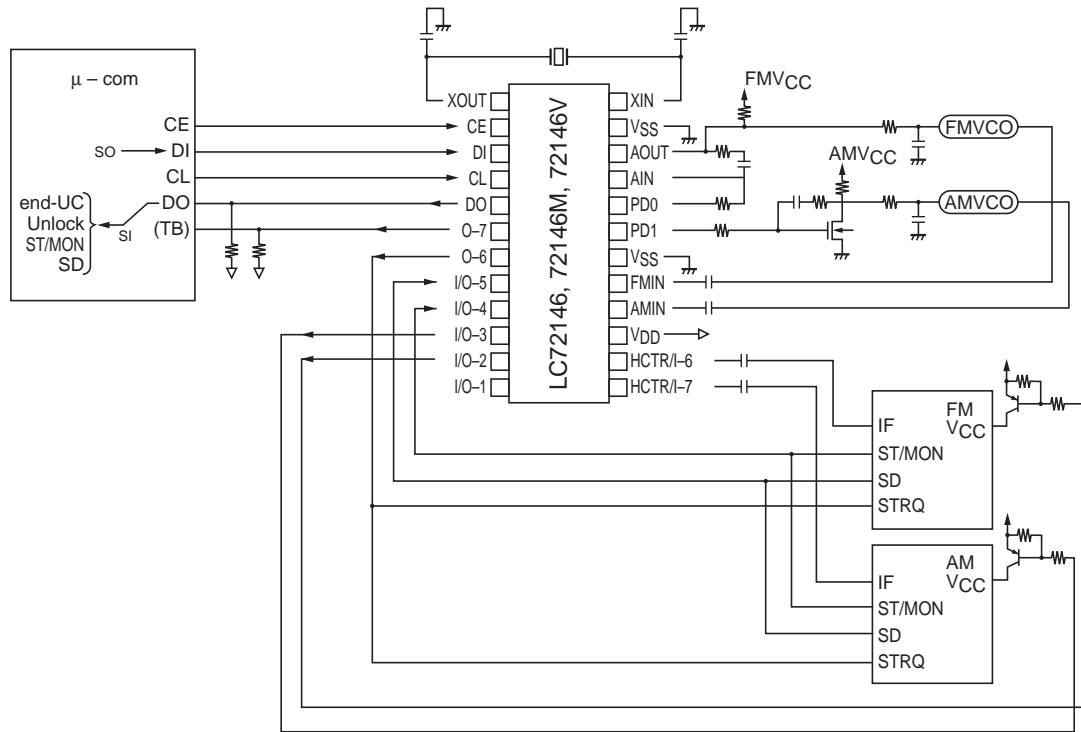 μ – com
CE
SO
DI
CL
end-UC
Unlock
ST/MON
SD
DO
SI
(TB)
XOUT
CE
DI
CL
DO
O–7
O–6
I/O–5
I/O–4
I/O–3
I/O–2
I/O–1
LC72146, 72146M, 72146V
XIN
VSS
AOUT
AIN
PD0
PD1
VSS
FMIN
AMIN
VDD
HCTR/I–6
HCTR/I–7
FMVCC
FMVCO
AMVCC
AMVCO
FM
VCC
IF
ST/MON
SD
STRQ
AM
VCC
IF
ST/MON
SD
STRQ